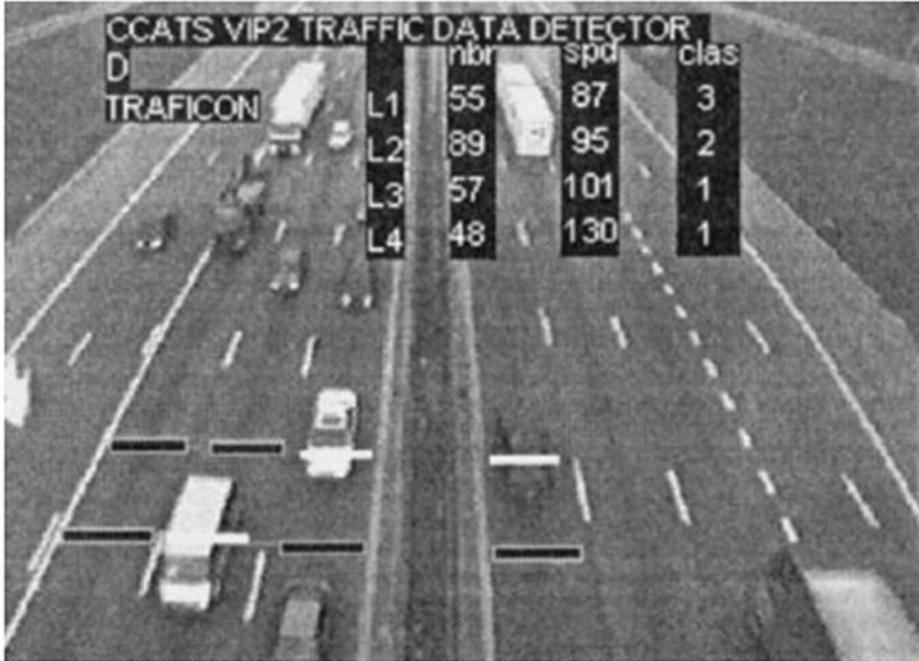 CCATS VIP2 TRAFFIC DATA DETECTOR
D nbr spd clas
TRAFICON L1 55 87 3
L2 89 95 2
L3 57 101 1
L4 48 130 1